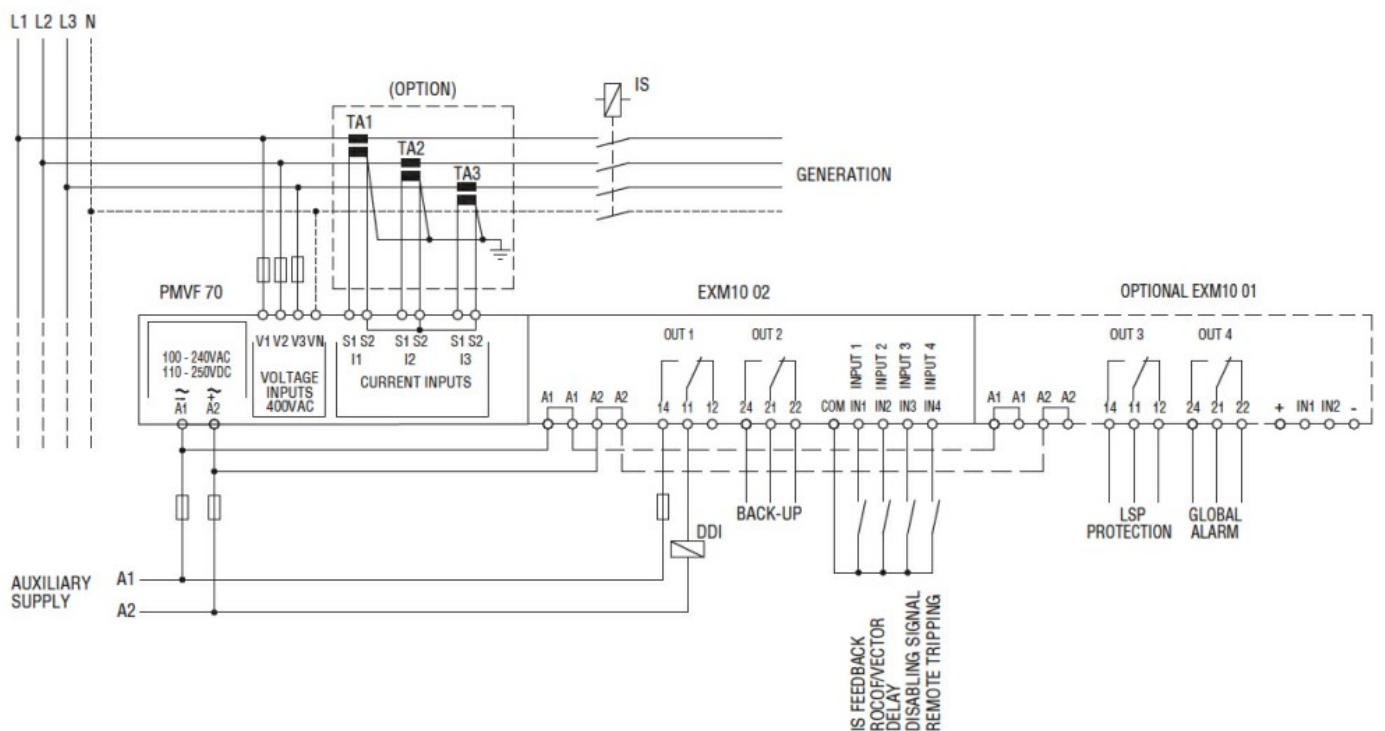 L1 L2 L3 N
(OPTION)
IS
TA1
TA2
TA3
GENERATION
PMVF 70
EXM10 02
OPTIONAL EXM10 01
100 - 240VAC
110 - 250VDC
A1 A2
V1 V2 V3 VN
VOLTAGE
INPUTS
400VAC
S1 S2 S1 S2 S1 S2
I1 I2 I3
CURRENT INPUTS
OUT 1
OUT 2
INPUT 1
INPUT 2
INPUT 3
INPUT 4
OUT 3
OUT 4
A1 A1 A2 A2
14 11 12
24 21 22
COM IN1 IN2 IN3 IN4
A1 A1 A2 A2
14 11 12
24 21 22
+ IN1 IN2 -
BACK-UP
LSP
PROTECTION
GLOBAL
ALARM
DDI
AUXILIARY
SUPPLY
A1
A2
IS FEEDBACK
ROCOF/VECTOR
DELAY
DISABLING SIGNAL
REMOTE TRIPPING